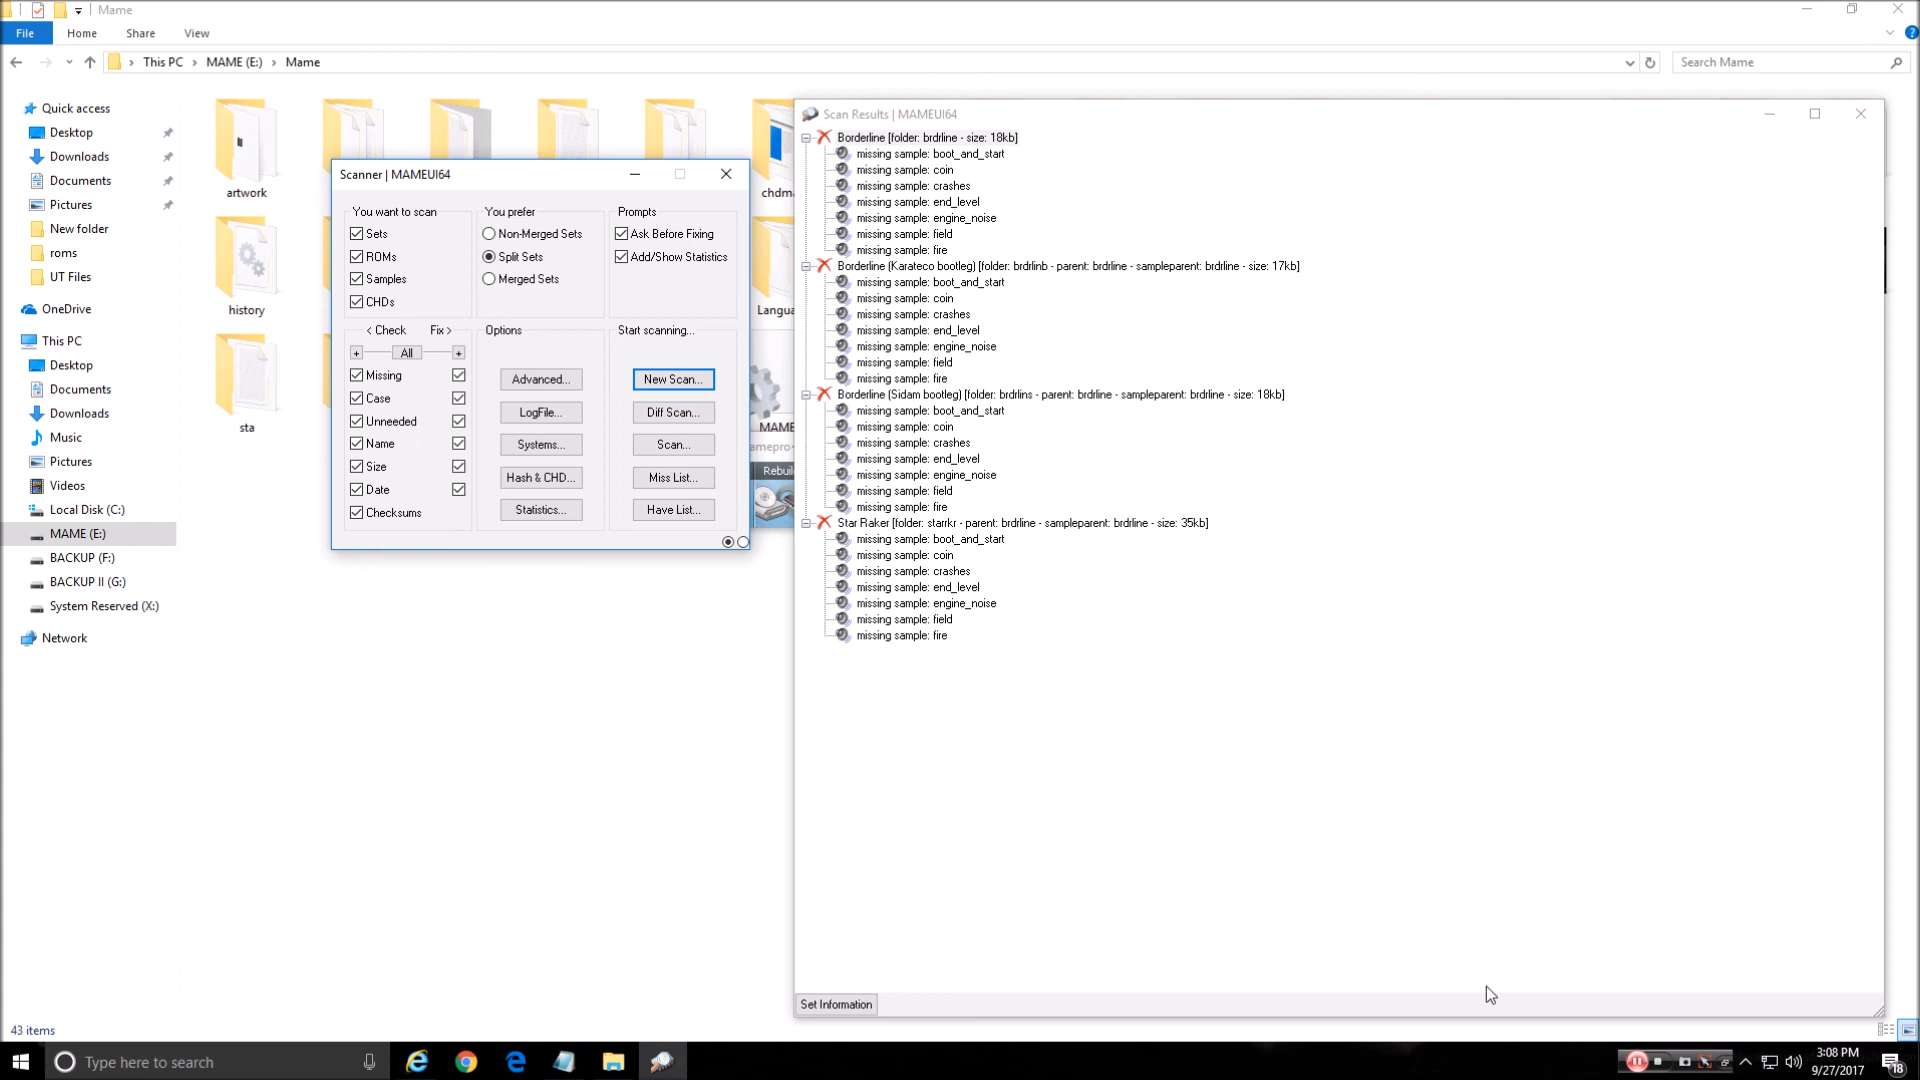 Mame
File
Home
Share
View
This PC
MAME (E:)
Mame
Search Mame
Quick access
Desktop
Downloads
Documents
Pictures
New folder
roms
UT Files
OneDrive
This PC
Desktop
Documents
Downloads
Music
Pictures
Videos
Local Disk (C:)
MAME (E:)
BACKUP (F:)
BACKUP II (G:)
System Reserved (X:)
Network
43 items
artwork
history
sta
Scanner | MAMEUI64
You want to scan
Sets
ROMs
Samples
CHDs
You prefer
Non-Merged Sets
Split Sets
Merged Sets
Prompts
Ask Before Fixing
Add/Show Statistics
< Check
Fix >
+
All
+
Missing
Case
Unneeded
Name
Size
Date
Checksums
Options
Advanced...
LogFile...
Systems...
Hash & CHD...
Statistics...
Start scanning...
New Scan...
Diff Scan...
Scan...
Miss List...
Have List...
Scan Results | MAMEUI64
Borderline [folder: brdrline - size: 18kb]
missing sample: boot_and_start
missing sample: coin
missing sample: crashes
missing sample: end_level
missing sample: engine_noise
missing sample: field
missing sample: fire
Borderline (Karateco bootleg) [folder: brdrlinb - parent: brdrline - sampleparent: brdrline - size: 17kb]
missing sample: boot_and_start
missing sample: coin
missing sample: crashes
missing sample: end_level
missing sample: engine_noise
missing sample: field
missing sample: fire
Borderline (Sidam bootleg) [folder: brdrlins - parent: brdrline - sampleparent: brdrline - size: 18kb]
missing sample: boot_and_start
missing sample: coin
missing sample: crashes
missing sample: end_level
missing sample: engine_noise
missing sample: field
missing sample: fire
Star Raker [folder: starrkr - parent: brdrline - sampleparent: brdrline - size: 35kb]
missing sample: boot_and_start
missing sample: coin
missing sample: crashes
missing sample: end_level
missing sample: engine_noise
missing sample: field
missing sample: fire
Set Information
Type here to search
3:08 PM
9/27/2017
18